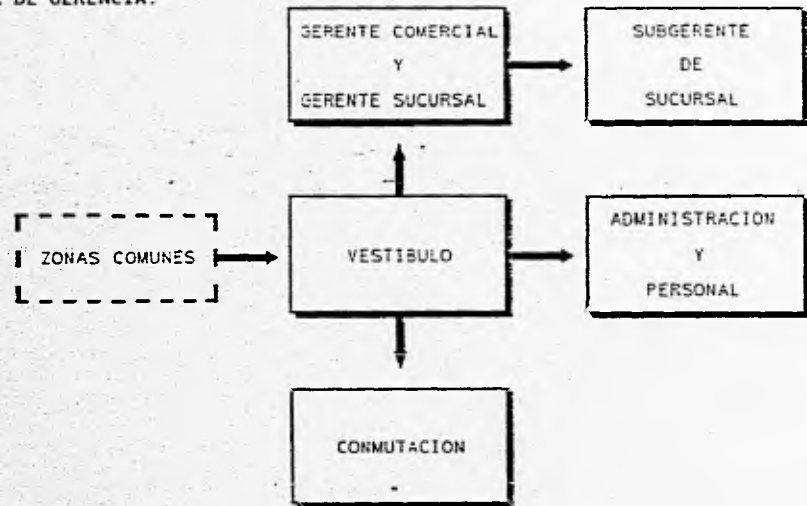 DE GERENCIA.
GERENTE COMERCIAL
Y
GERENTE SUCURSAL
SUBGERENTE
DE
SUCURSAL
ZONAS COMUNES
VESTIBULO
ADMINISTRACION
Y
PERSONAL
CONMUTACION